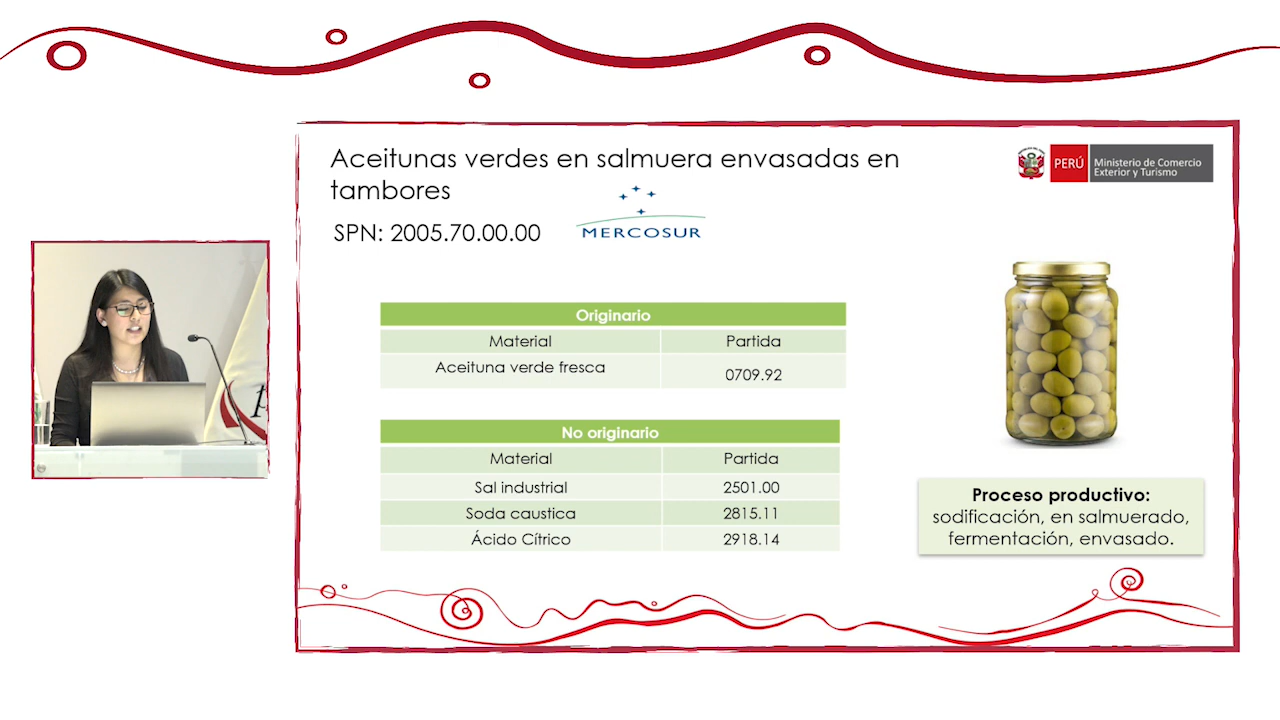 Aceitunas verdes en salmuera envasadas en
tambores
SPN: 2005.70.00.00
MERCOSUR
PERÚ
Ministerio de Comercio
Exterior y Turismo
Originario
Material Partida
Aceituna verde fresca 0709.92
No originario
Material Partida
Sal industrial 2501.00
Soda caustica 2815.11
Ácido Cítrico 2918.14
Proceso productivo:
sodificación, en salmuerado,
fermentación, envasado.